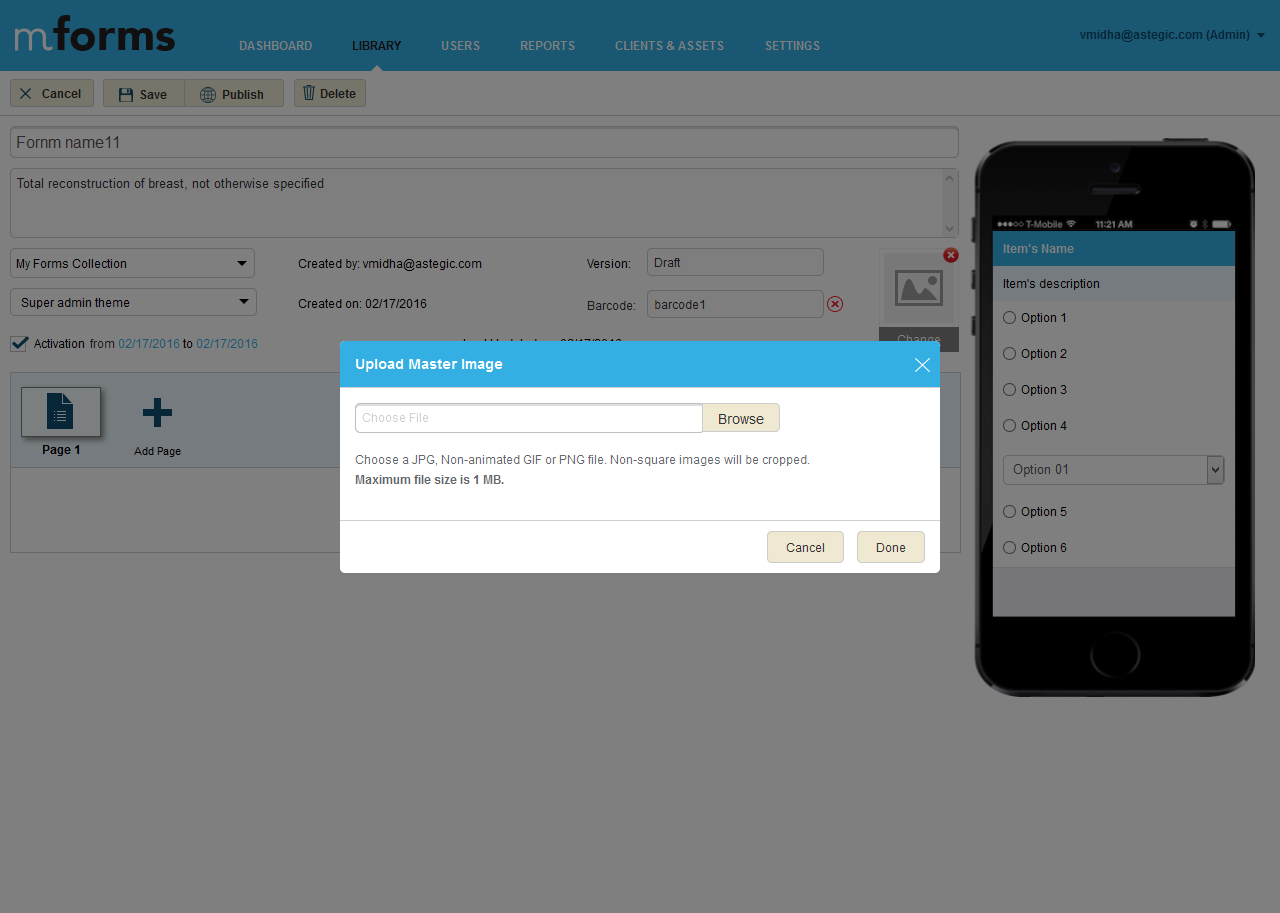 mforms
DASHBOARD LIBRARY USERS REPORTS CLIENTS & ASSETS SETTINGS
vmidha@astegic.com (Admin)
Cancel Save Publish Delete
Fornm name11
Total reconstruction of breast, not otherwise specified
My Forms Collection Created by: vmidha@astegic.com Version: Draft
Super admin theme Created on: 02/17/2016 Barcode: barcode1
Change
Activation from 02/17/2016 to 02/17/2016
Page 1 Add Page
Upload Master Image
Choose File Browse
Choose a JPG, Non-animated GIF or PNG file. Non-square images will be cropped.
Maximum file size is 1 MB.
Cancel Done
T-Mobile 11:21 AM
Item's Name
Item's description
Option 1
Option 2
Option 3
Option 4
Option 01
Option 5
Option 6